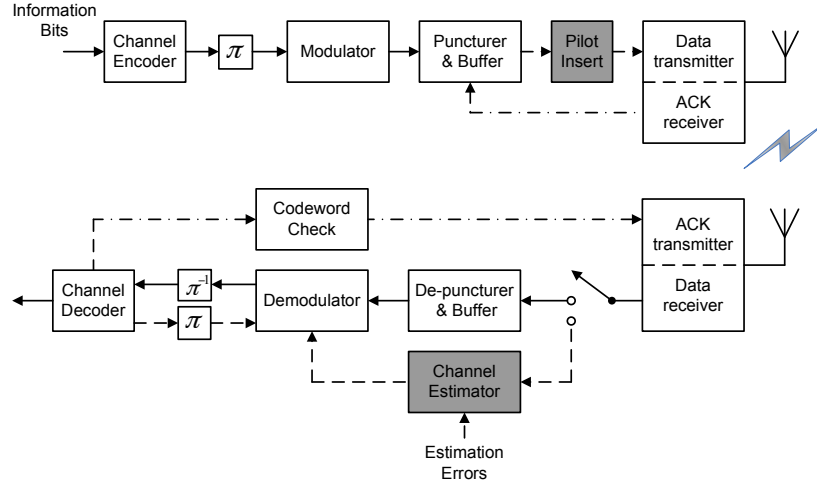 Information
Bits
Channel
Encoder
π
Modulator
Puncturer
& Buffer
Pilot
Insert
Data
transmitter
ACK
receiver
Codeword
Check
ACK
transmitter
Data
receiver
Channel
Decoder
π⁻¹
π
Demodulator
De-puncturer
& Buffer
Channel
Estimator
Estimation
Errors